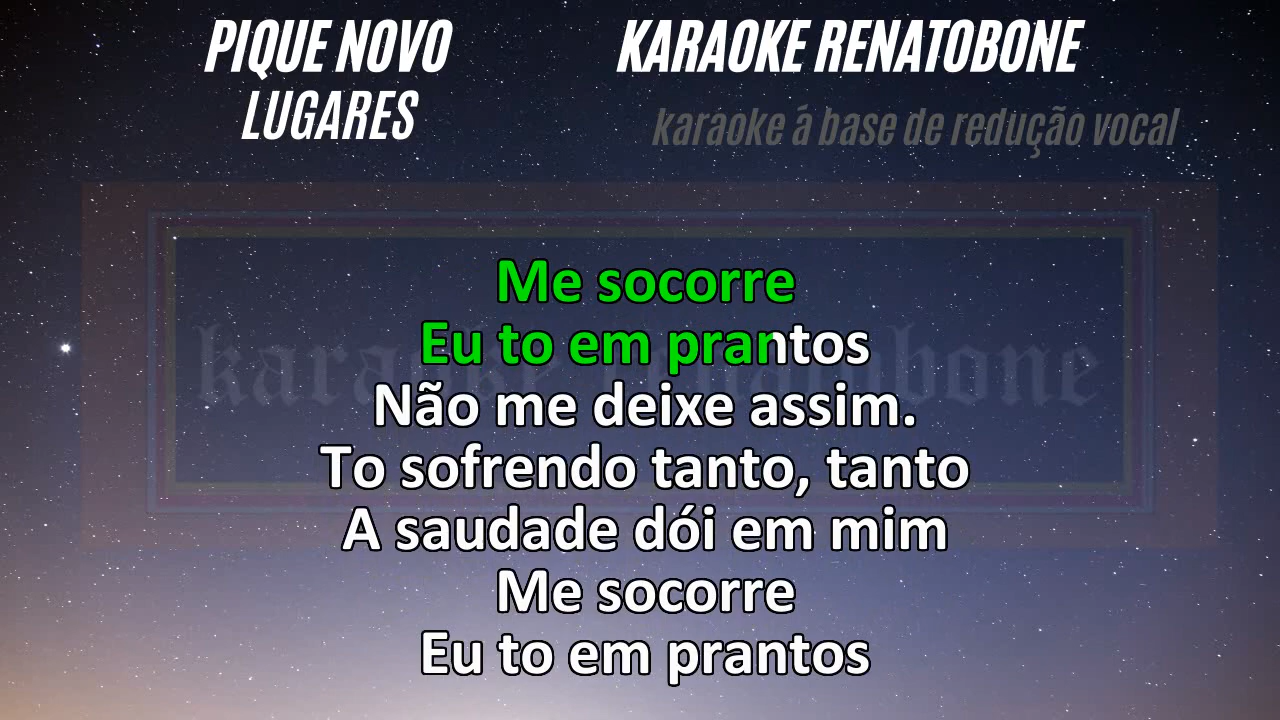 PIQUE NOVO
LUGARES
KARAOKE RENATOBONE
karaoke á base de redução vocal
karaoke renatobone
Me socorre
Eu to em prantos
Não me deixe assim.
To sofrendo tanto, tanto
A saudade dói em mim
Me socorre
Eu to em prantos